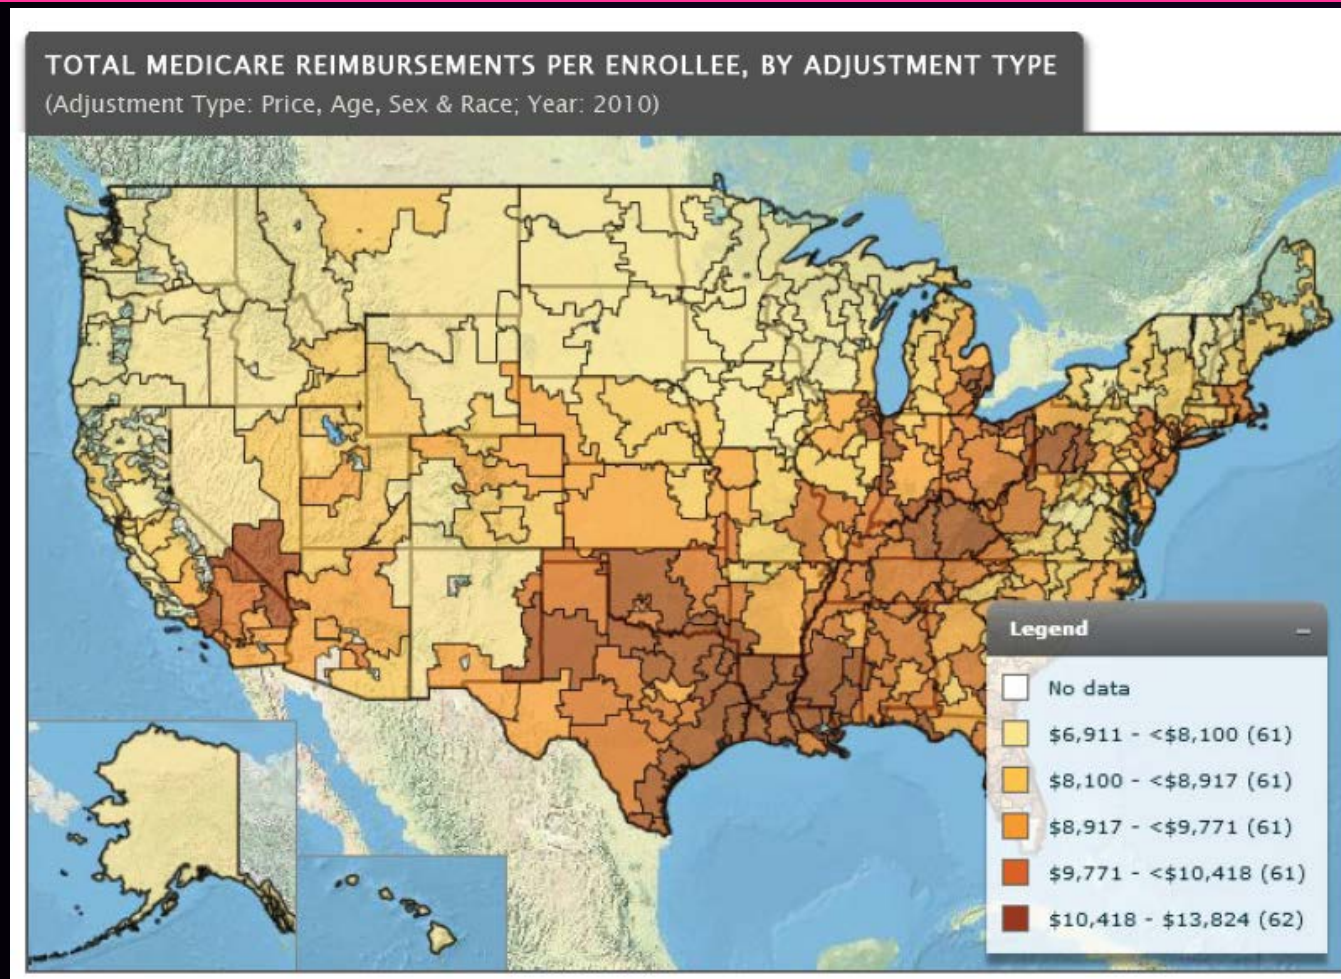 TOTAL MEDICARE REIMBURSEMENTS PER ENROLLEE, BY ADJUSTMENT TYPE
(Adjustment Type: Price, Age, Sex & Race; Year: 2010)
Legend
No data
$6,911 - <$8,100 (61)
$8,100 - <$8,917 (61)
$8,917 - <$9,771 (61)
$9,771 - <$10,418 (61)
$10,418 - $13,824 (62)